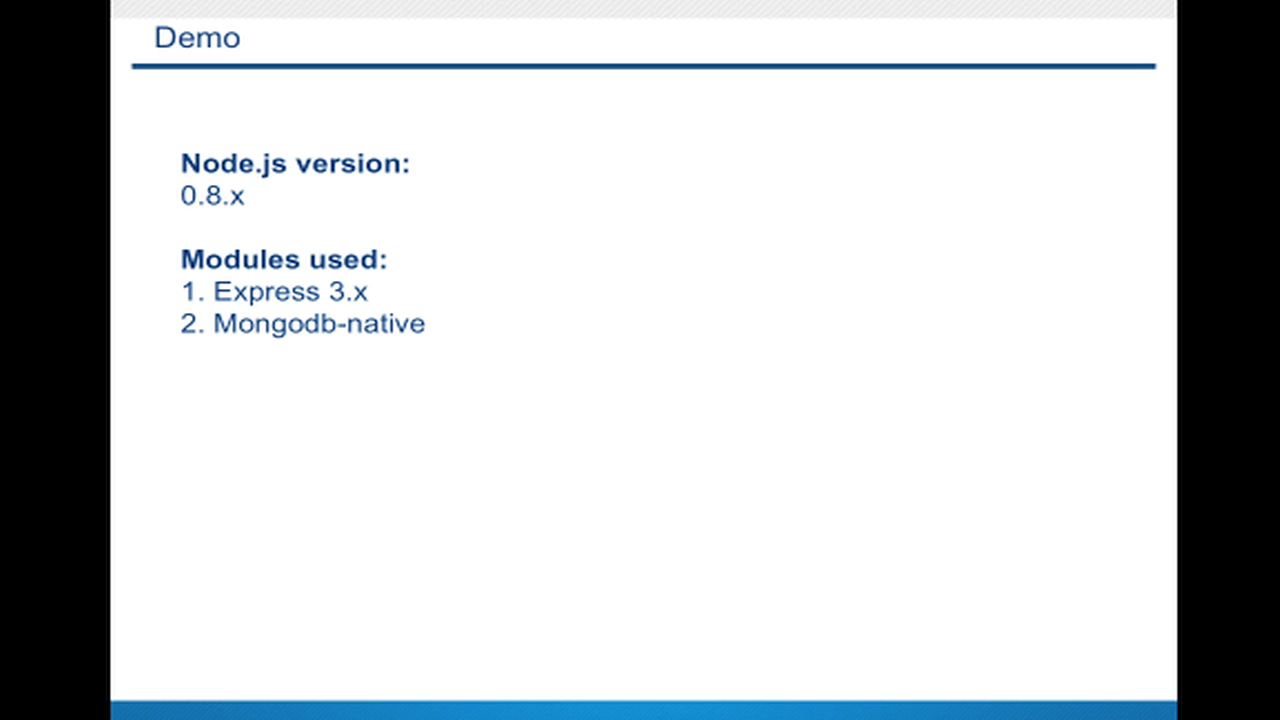 Demo
Node.js version:
0.8.x
Modules used:
1. Express 3.x
2. Mongodb-native